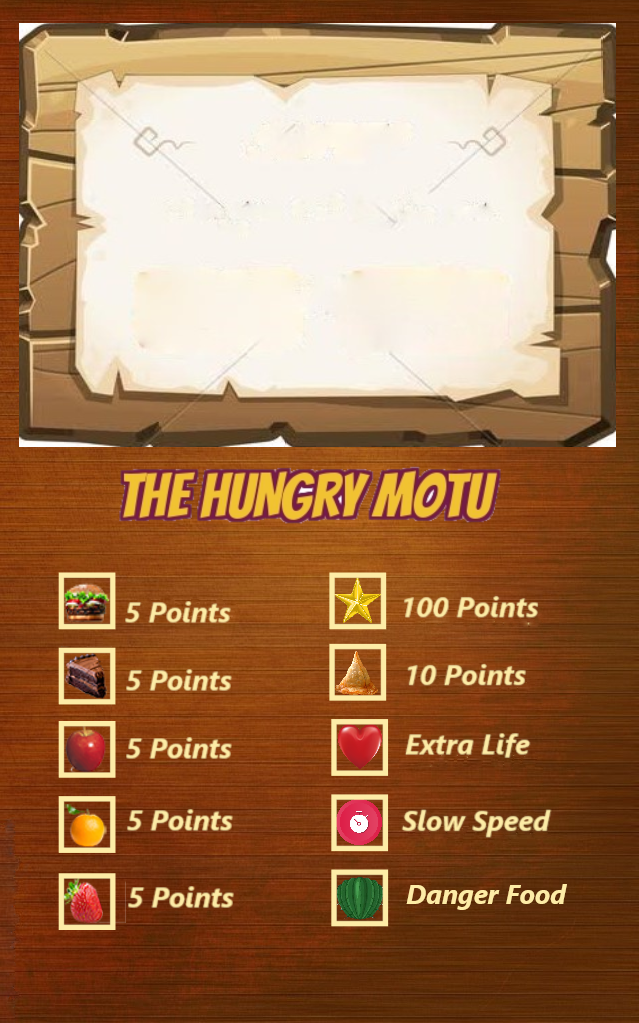 THE HUNGRY MOTU
5 Points
100 Points
5 Points
10 Points
5 Points
Extra Life
5 Points
Slow Speed
5 Points
Danger Food